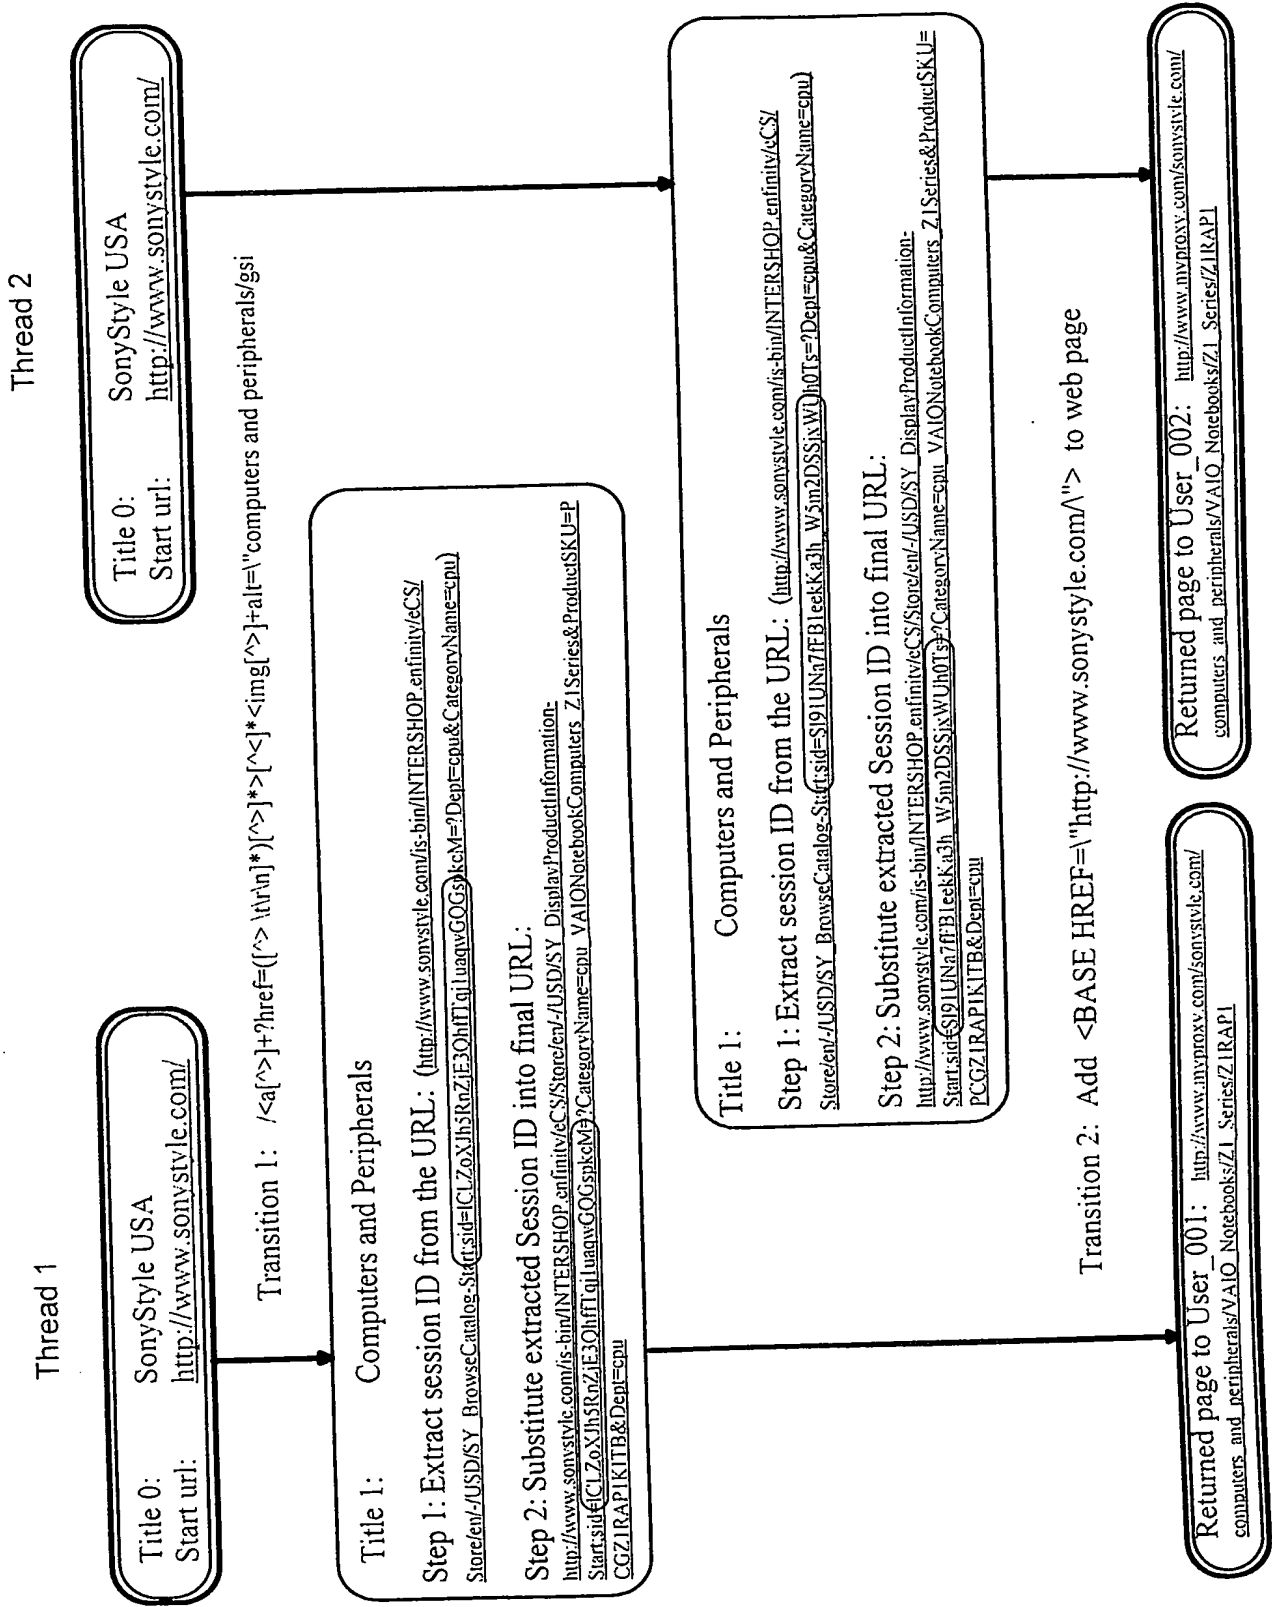 Thread 1
Title 0: SonyStyle USA
Start url: http://www.sonystyle.com/
Thread 2
Title 0: SonyStyle USA
Start url: http://www.sonystyle.com/
Transition 1: /<a[^>]+?href=([^> \t\r\n]*)[^>]*>[^<]*<img[^>]+alt=\"computers and peripherals/gsi
Title 1: Computers and Peripherals
Step 1: Extract session ID from the URL: (http://www.sonystyle.com/is-bin/INTERSHOP.enfinity/eCS/
Store/en/-/USD/SY_BrowseCatalog-Start;sid=ICLZoXJh5RnZjE3QhffTqj1uaqwGQGspkcM=?Dept=cpu&CategoryName=cpu)
Step 2: Substitute extracted Session ID into final URL:
http://www.sonystyle.com/is-bin/INTERSHOP.enfinity/eCS/Store/en/-/USD/SY_DisplayProductInformation-
Start;sid=ICLZoXJh5RnZjE3QhffTqj1uaqwGQGspkcM=?CategoryName=cpu_VAIONotebookComputers_Z1Series&ProductSKU=P
CGZ1RAP1KITB&Dept=cpu
Title 1: Computers and Peripherals
Step 1: Extract session ID from the URL: (http://www.sonystyle.com/is-bin/INTERSHOP.enfinity/eCS/
Store/en/-/USD/SY_BrowseCatalog-Start;sid=SI91UNa7fFB1eekKa3h_W5m2DSSjxWUh0Ts=?Dept=cpu&CategoryName=cpu)
Step 2: Substitute extracted Session ID into final URL:
http://www.sonystyle.com/is-bin/INTERSHOP.enfinity/eCS/Store/en/-/USD/SY_DisplayProductInformation-
Start;sid=SI91UNa7fFB1eekKa3h_W5m2DSSjxWUh0Ts=?CategoryName=cpu_VAIONotebookComputers_Z1Series&ProductSKU=
PCGZ1RAP1KITB&Dept=cpu
Transition 2: Add <BASE HREF=\"http://www.sonystyle.com/\"> to web page
Returned page to User_001: http://www.myproxy.com/sonystyle.com/
computers_and_peripherals/VAIO_Notebooks/Z1_Series/Z1RAP1
Returned page to User_002: http://www.myproxy.com/sonystyle.com/
computers_and_peripherals/VAIO_Notebooks/Z1_Series/Z1RAP1